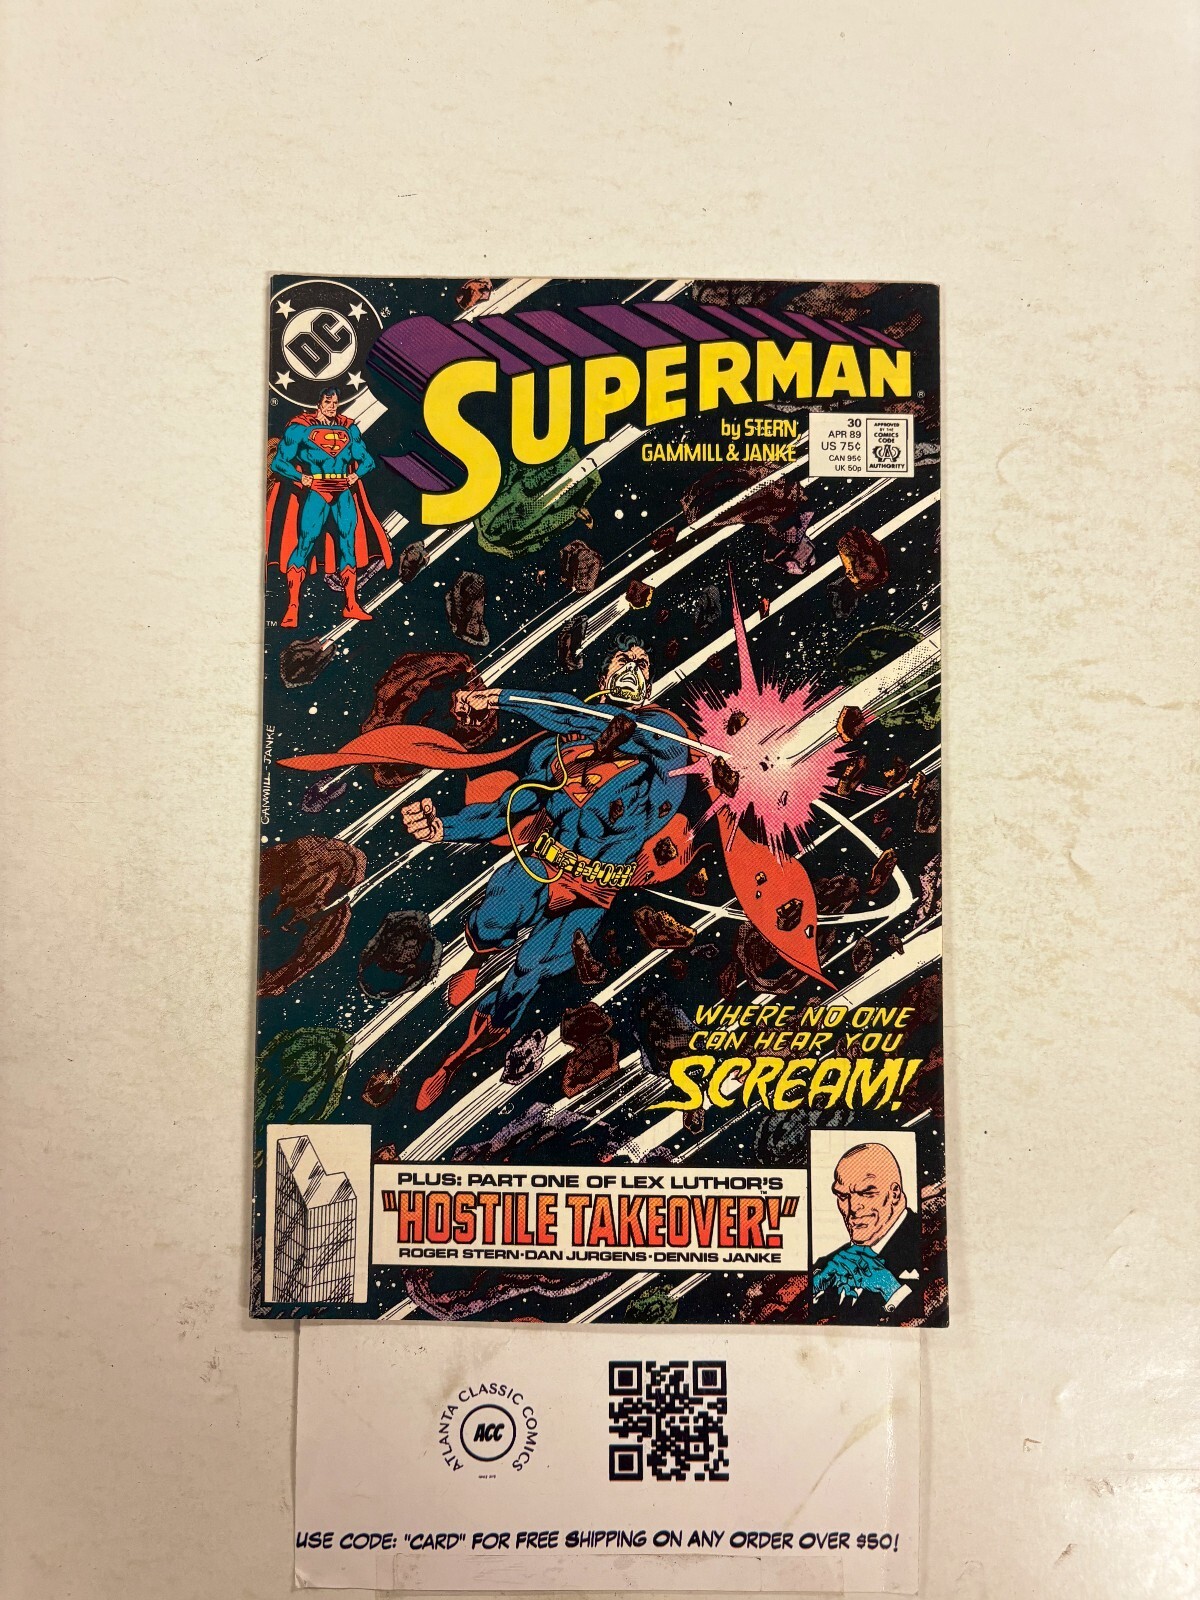 DC
SUPERMAN
by STERN,
GAMMILL & JANKE
30
APR 89
US 75¢
CAN 95¢
UK 50p
APPROVED
BY THE
COMICS
CODE
CA
AUTHORITY
®
®
TM
GAMMILL-JANKE
WHERE NO ONE
CAN HEAR YOU
SCREAM!
PLUS: PART ONE OF LEX LUTHOR'S™
"HOSTILE TAKEOVER!"
ROGER STERN·DAN JURGENS·DENNIS JANKE
ATLANTA CLASSIC COMICS
ACC
USE CODE: "CARD" FOR FREE SHIPPING ON ANY ORDER OVER $50!